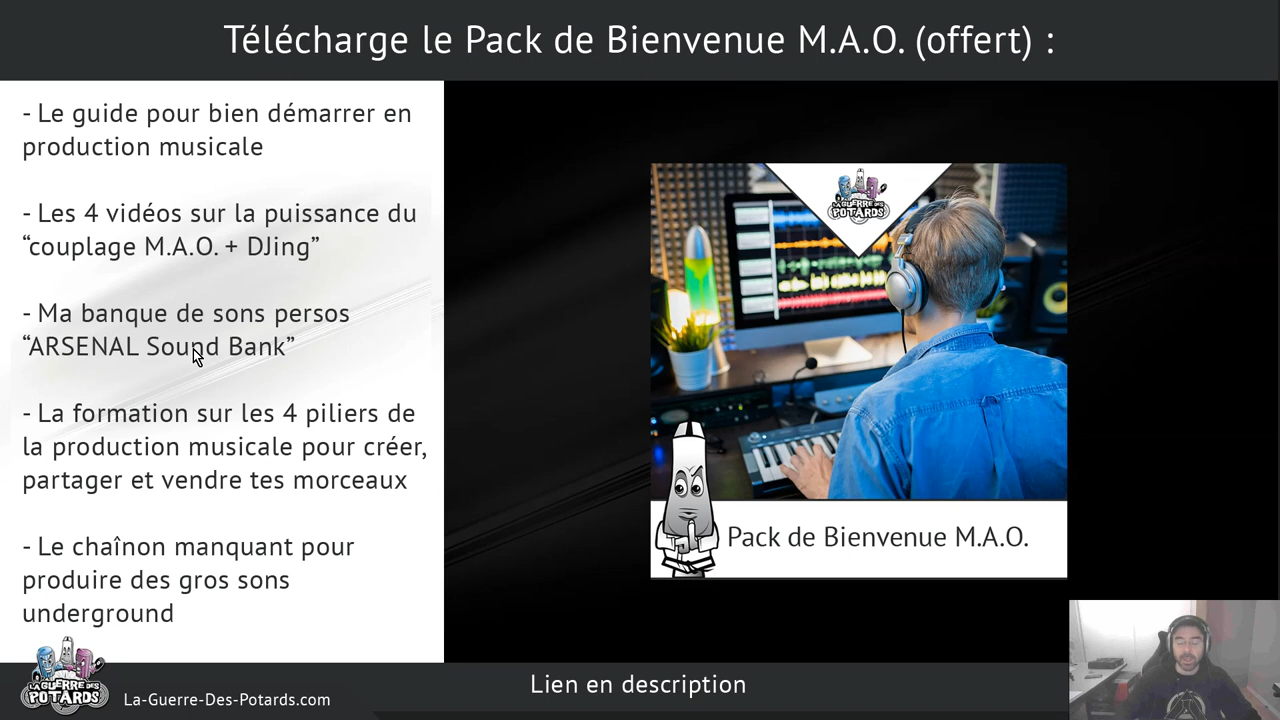 Télécharge le Pack de Bienvenue M.A.O. (offert) :
- Le guide pour bien démarrer en
production musicale
- Les 4 vidéos sur la puissance du
“couplage M.A.O. + DJing”
- Ma banque de sons persos
“ARSENAL Sound Bank”
- La formation sur les 4 piliers de
la production musicale pour créer,
partager et vendre tes morceaux
- Le chaînon manquant pour
produire des gros sons
underground
LA GUERRE DES
POTARDS
Pack de Bienvenue M.A.O.
LA GUERRE DES
POTARDS
La-Guerre-Des-Potards.com
Lien en description